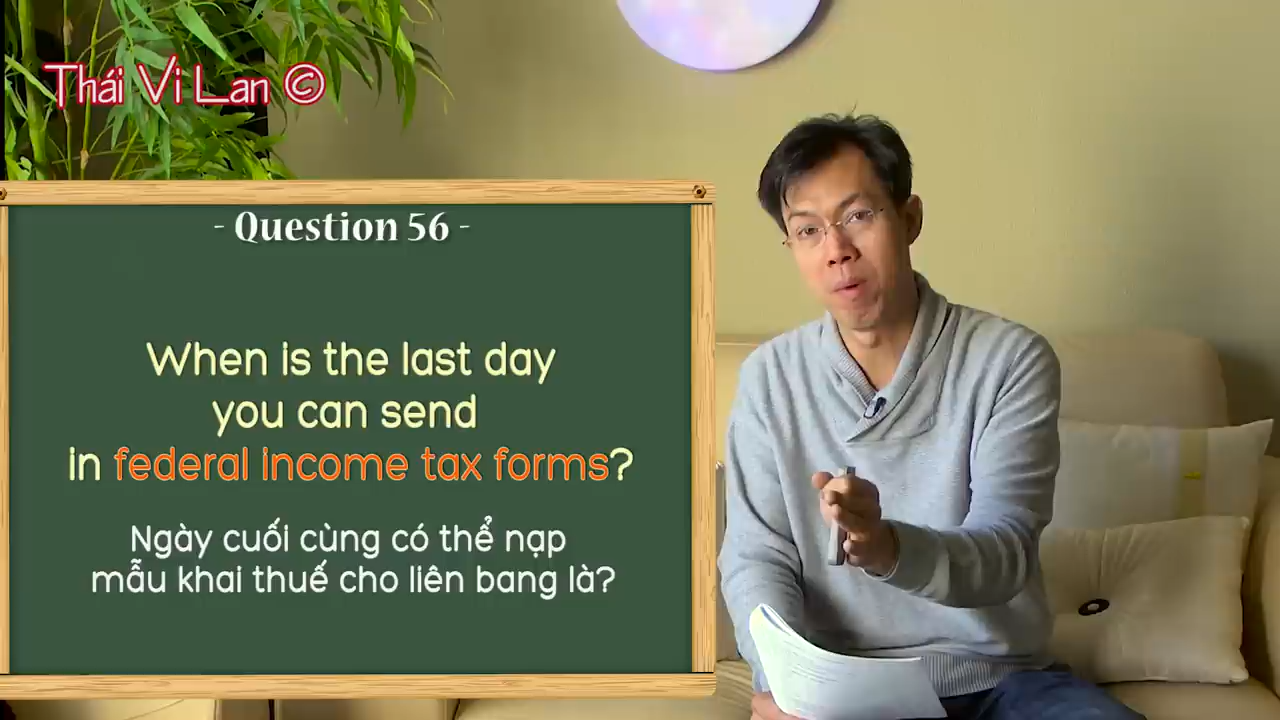 Thái Vi Lan ©
- Question 56 -
When is the last day
you can send
in federal income tax forms?
Ngày cuối cùng có thể nạp
mẫu khai thuế cho liên bang là?